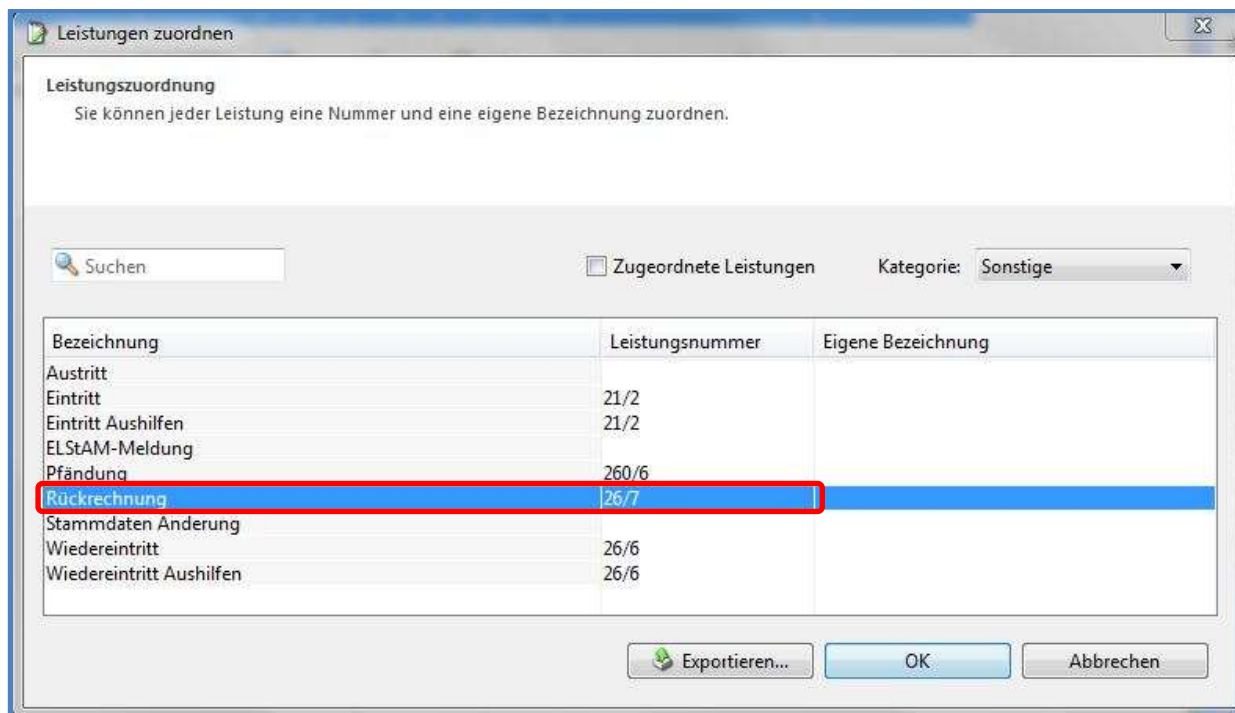 Leistungen zuordnen
Leistungszuordnung
Sie können jeder Leistung eine Nummer und eine eigene Bezeichnung zuordnen.
Suchen Zugeordnete Leistungen Kategorie: Sonstige
Bezeichnung Leistungsnummer Eigene Bezeichnung
Austritt
Eintritt 21/2
Eintritt Aushilfen 21/2
ELStAM-Meldung
Pfändung 260/6
Rückrechnung 26/7
Stammdaten Änderung
Wiedereintritt 26/6
Wiedereintritt Aushilfen 26/6
Exportieren... OK Abbrechen